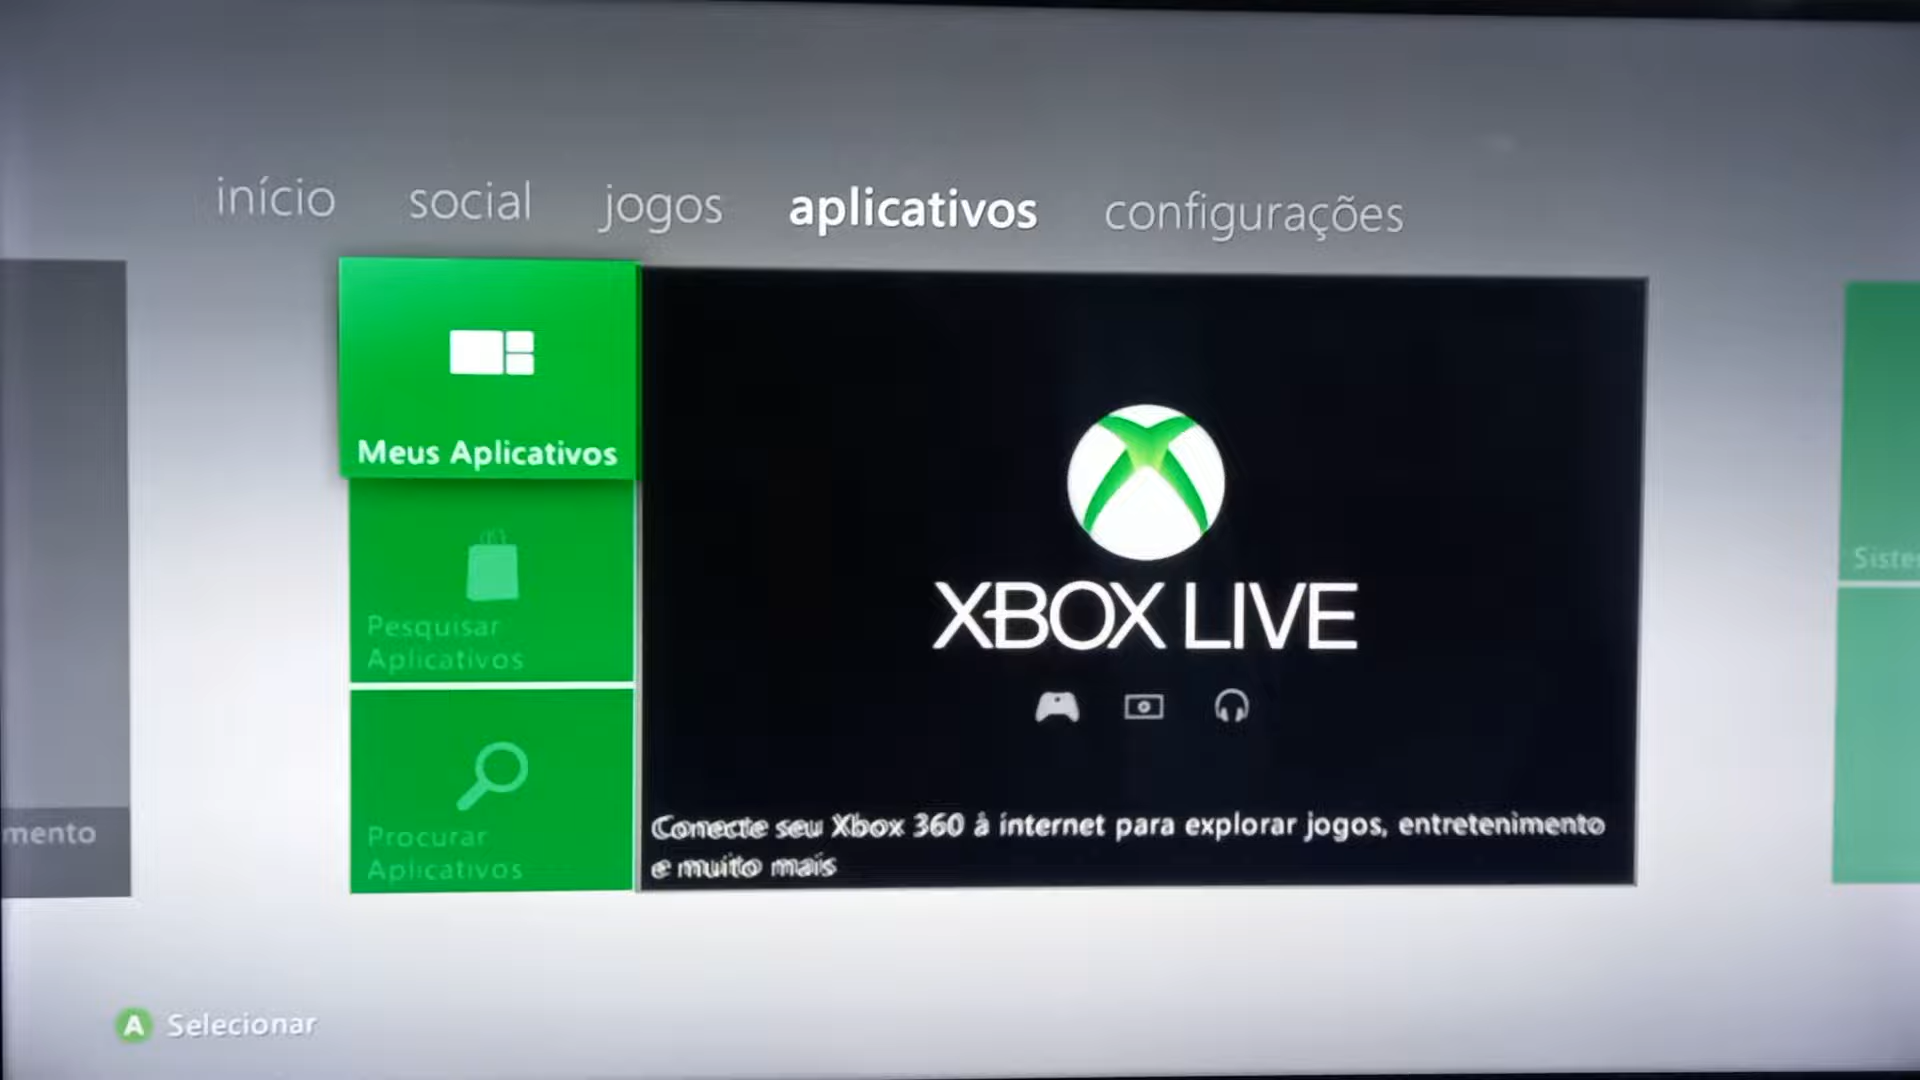 início social jogos aplicativos configurações
Meus Aplicativos
Pesquisar
Aplicativos
Procurar
Aplicativos
XBOX LIVE
Conecte seu Xbox 360 à internet para explorar jogos, entretenimento
e muito mais
mento
Siste
A Selecionar